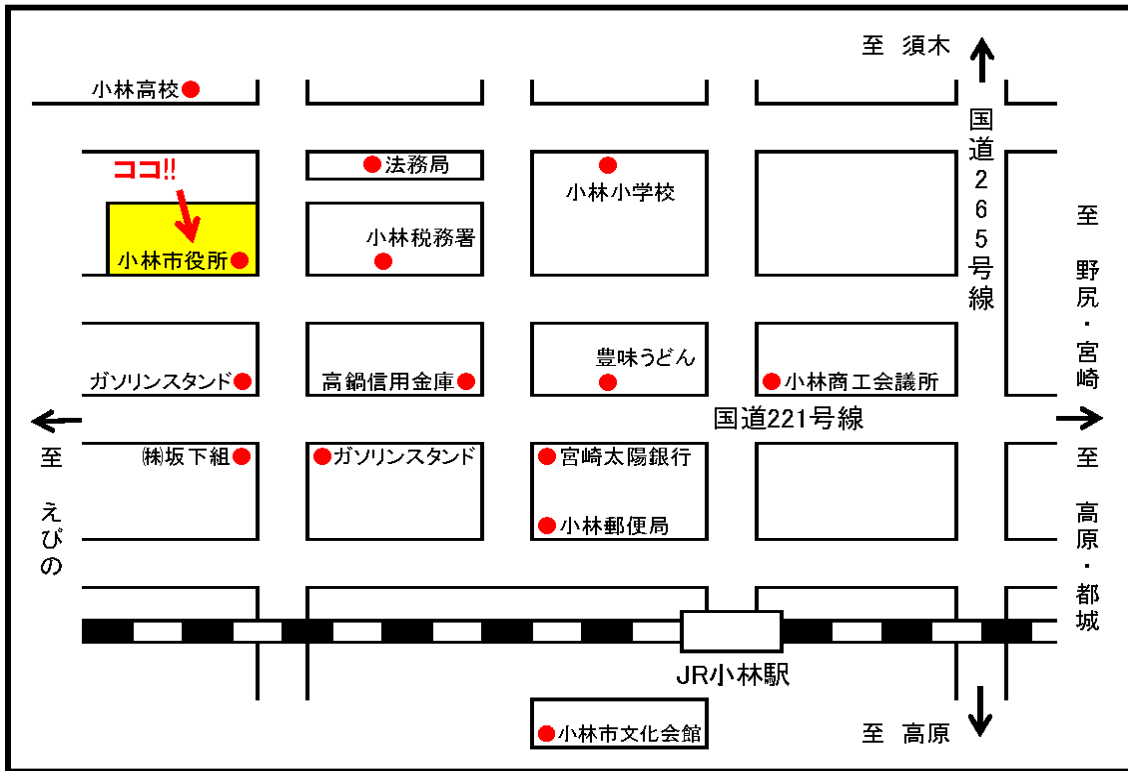 至 須木
小林高校
国道265号線
ココ!!
法務局
小林小学校
小林税務署
小林市役所
至 野尻・宮崎
豊味うどん
ガソリンスタンド
高鍋信用金庫
小林商工会議所
国道221号線
至 えびの
㈱坂下組
ガソリンスタンド
宮崎太陽銀行
至 高原・都城
小林郵便局
JR小林駅
小林市文化会館
至 高原